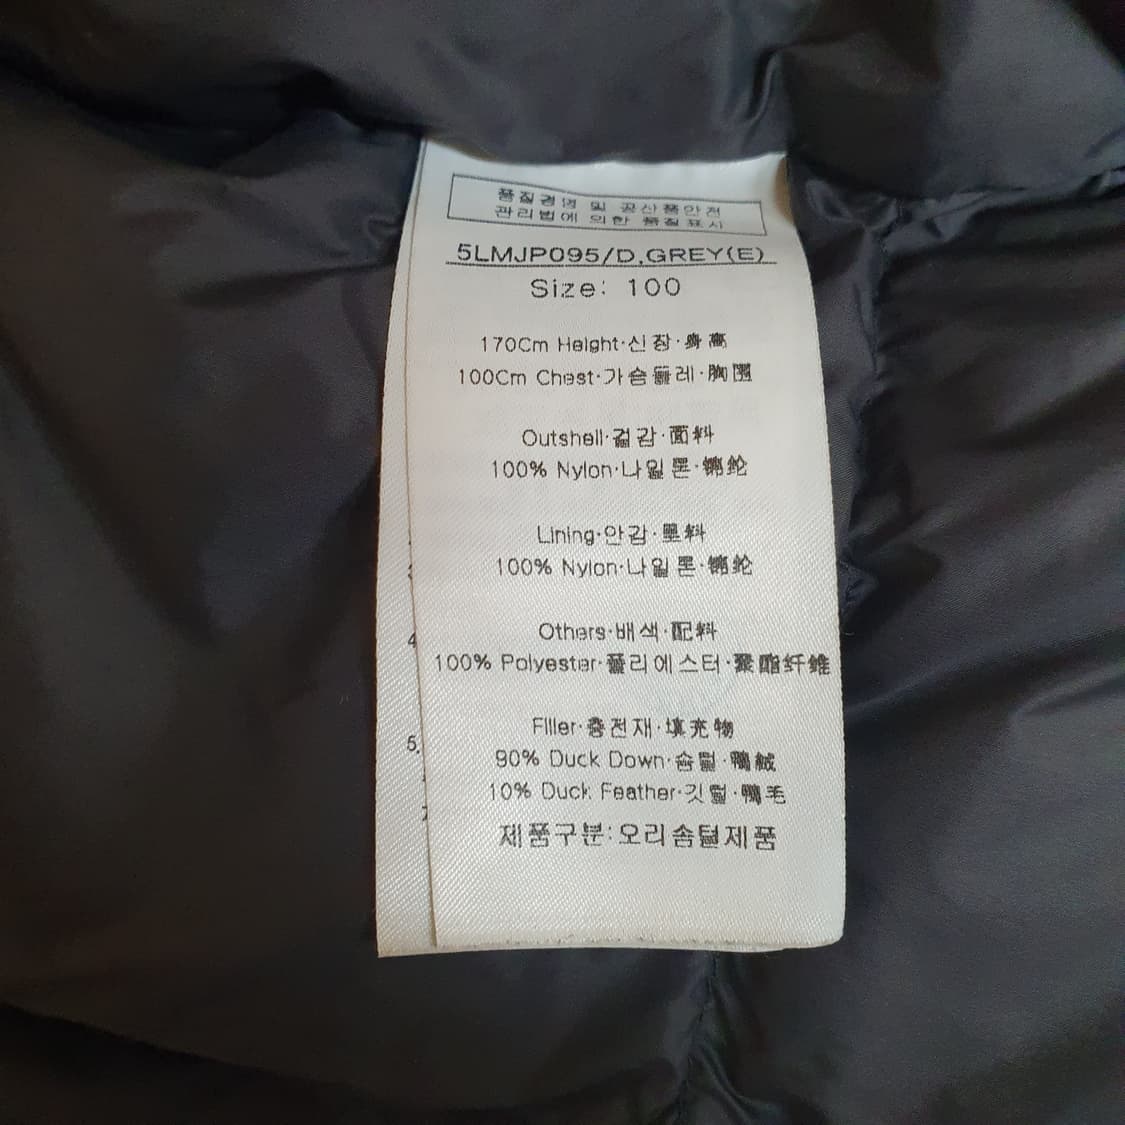 품질경영 및 공산품안전
관리법에 의한 품질표시
5LMJP095/D.GREY(E)
Size: 100
170Cm Height·신장·身高
100Cm Chest·가슴둘레·胸围
Outshell·겉감·面料
100% Nylon·나일론·锦纶
Lining·안감·里料
100% Nylon·나일론·锦纶
Others·배색·配料
100% Polyester·폴리에스터·聚酯纤维
Filler·충전재·填充物
90% Duck Down·솜털·鴨絨
10% Duck Feather·깃털·鴨毛
제품구분:오리솜털제품
4
5.